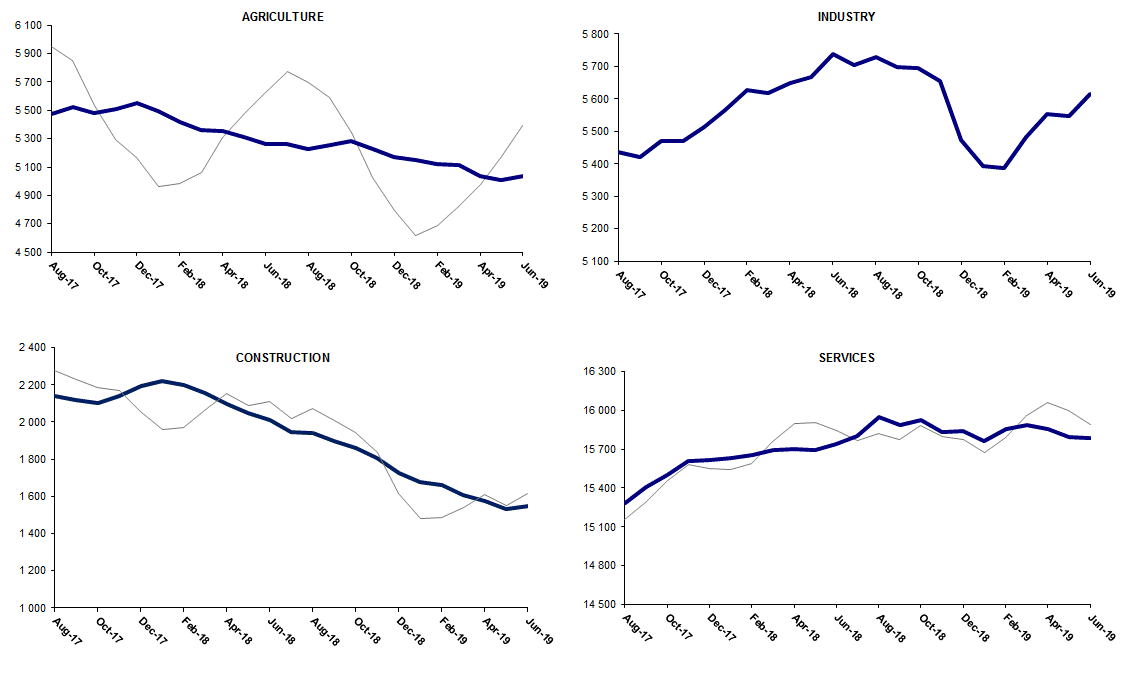 AGRICULTURE
6 100
5 900
5 700
5 500
5 300
5 100
4 900
4 700
4 500
Aug-17
Oct-17
Dec-17
Feb-18
Apr-18
Jun-18
Aug-18
Oct-18
Dec-18
Feb-19
Apr-19
Jun-19
INDUSTRY
5 800
5 700
5 600
5 500
5 400
5 300
5 200
5 100
Aug-17
Oct-17
Dec-17
Feb-18
Apr-18
Jun-18
Aug-18
Oct-18
Dec-18
Feb-19
Apr-19
Jun-19
CONSTRUCTION
2 400
2 200
2 000
1 800
1 600
1 400
1 200
1 000
Aug-17
Oct-17
Dec-17
Feb-18
Apr-18
Jun-18
Aug-18
Oct-18
Dec-18
Feb-19
Apr-19
Jun-19
SERVICES
16 300
16 000
15 700
15 400
15 100
14 800
14 500
Aug-17
Oct-17
Dec-17
Feb-18
Apr-18
Jun-18
Aug-18
Oct-18
Dec-18
Feb-19
Apr-19
Jun-19